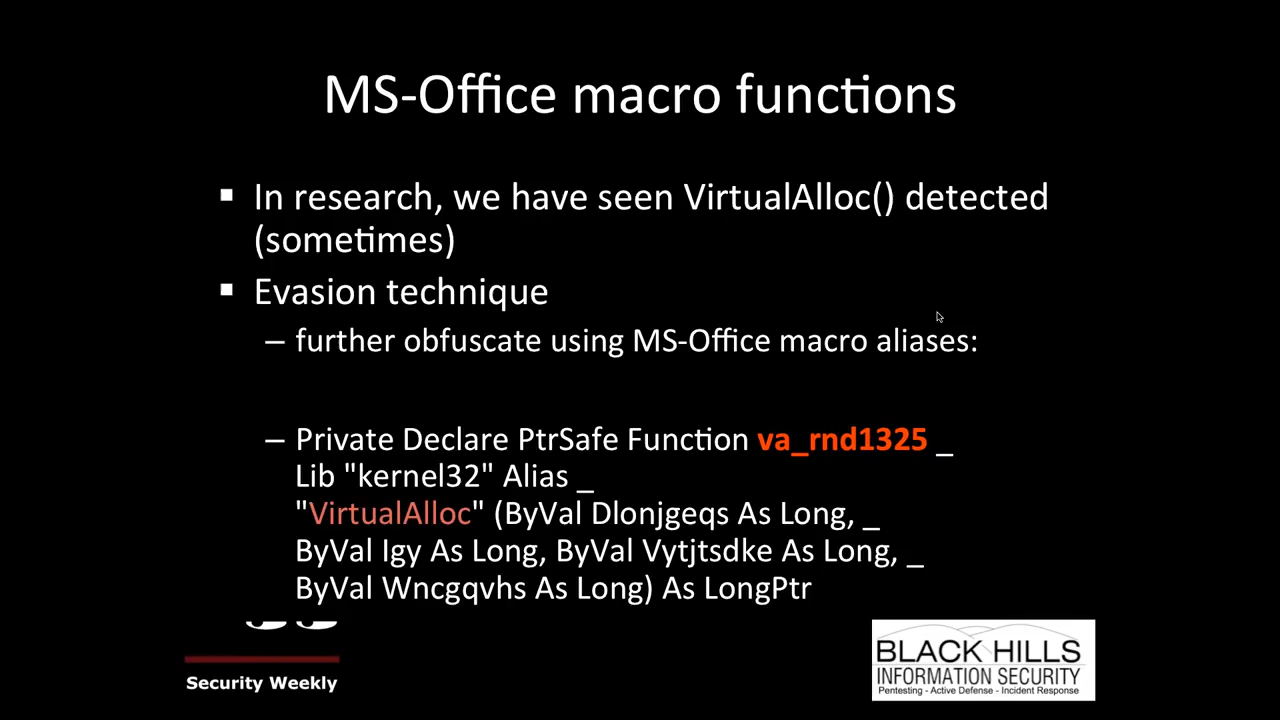 MS-Office macro functions
▪ In research, we have seen VirtualAlloc() detected
(sometimes)
▪ Evasion technique
– further obfuscate using MS-Office macro aliases:
– Private Declare PtrSafe Function va_rnd1325 _
Lib "kernel32" Alias _
"VirtualAlloc" (ByVal Dlonjgeqs As Long, _
ByVal Igy As Long, ByVal Vytjtsdke As Long, _
ByVal Wncgqvhs As Long) As LongPtr
Security Weekly
BLACK HILLS
INFORMATION SECURITY
Pentesting - Active Defense - Incident Response